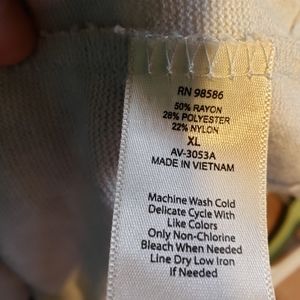 RN 98586
50% RAYON
28% POLYESTER
22% NYLON
XL
AV-3053A
MADE IN VIETNAM
Machine Wash Cold
Delicate Cycle With
Like Colors
Only Non-Chlorine
Bleach When Needed
Line Dry Low Iron
If Needed